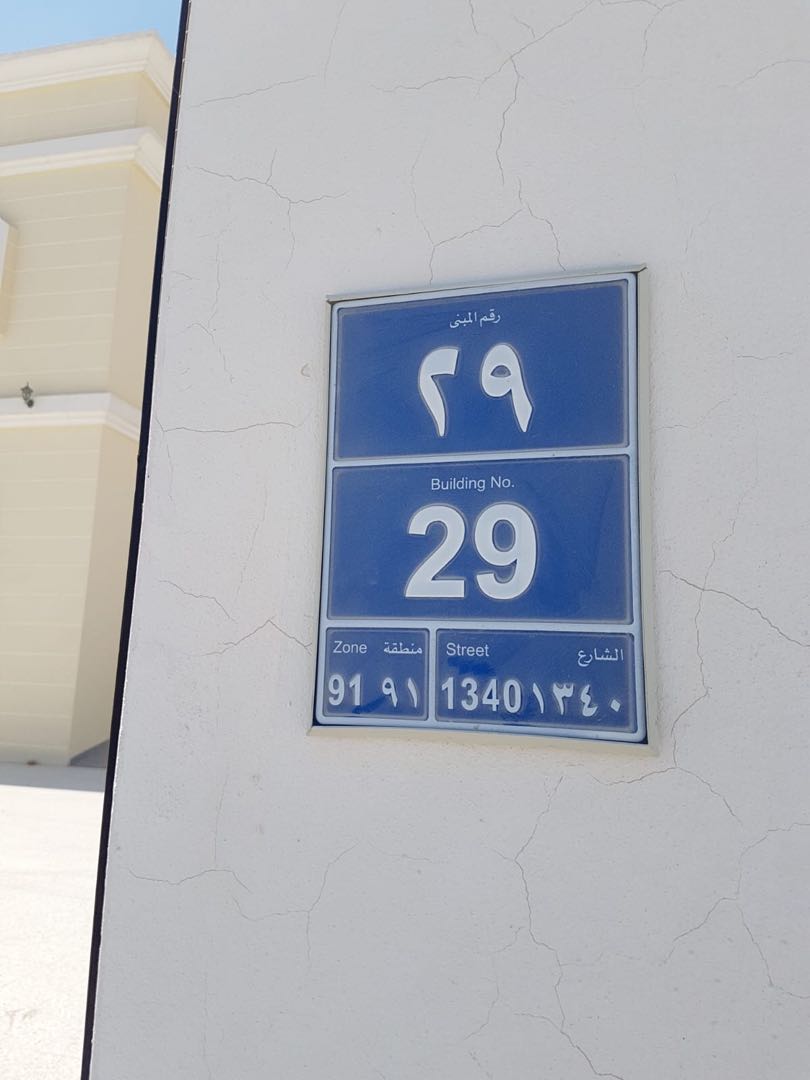 رقم المبنى
٢٩
Building No.
29
Zone منطقة
91 ٩١
Street الشارع
1340 ١٣٤٠